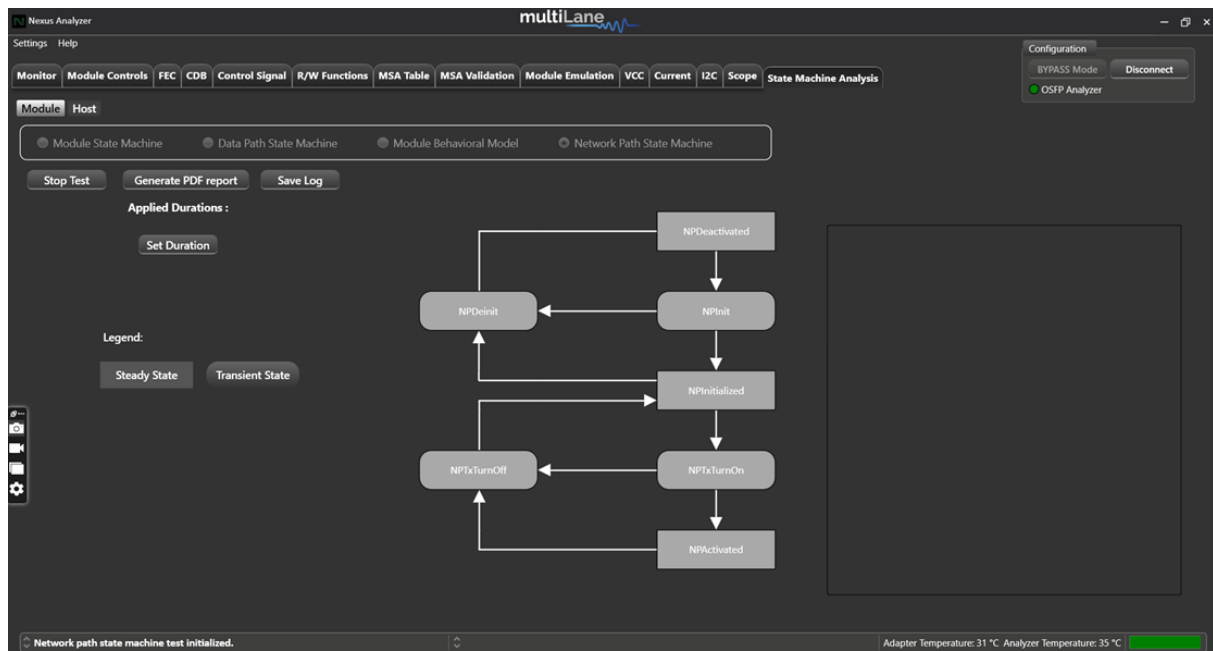 Nexus Analyzer
multiLane
Settings Help
Configuration
BYPASS Mode Disconnect
OSFP Analyzer
Monitor Module Controls FEC CDB Control Signal R/W Functions MSA Table MSA Validation Module Emulation VCC Current I2C Scope State Machine Analysis
Module Host
Module State Machine Data Path State Machine Module Behavioral Model Network Path State Machine
Stop Test Generate PDF report Save Log
Applied Durations :
Set Duration
NPDeactivated
NPDeinit NPInit
Legend:
Steady State Transient State
NPInitialized
NPTxTurnOff NPTxTurnOn
NPActivated
Network path state machine test initialized.
Adapter Temperature: 31 °C Analyzer Temperature: 35 °C